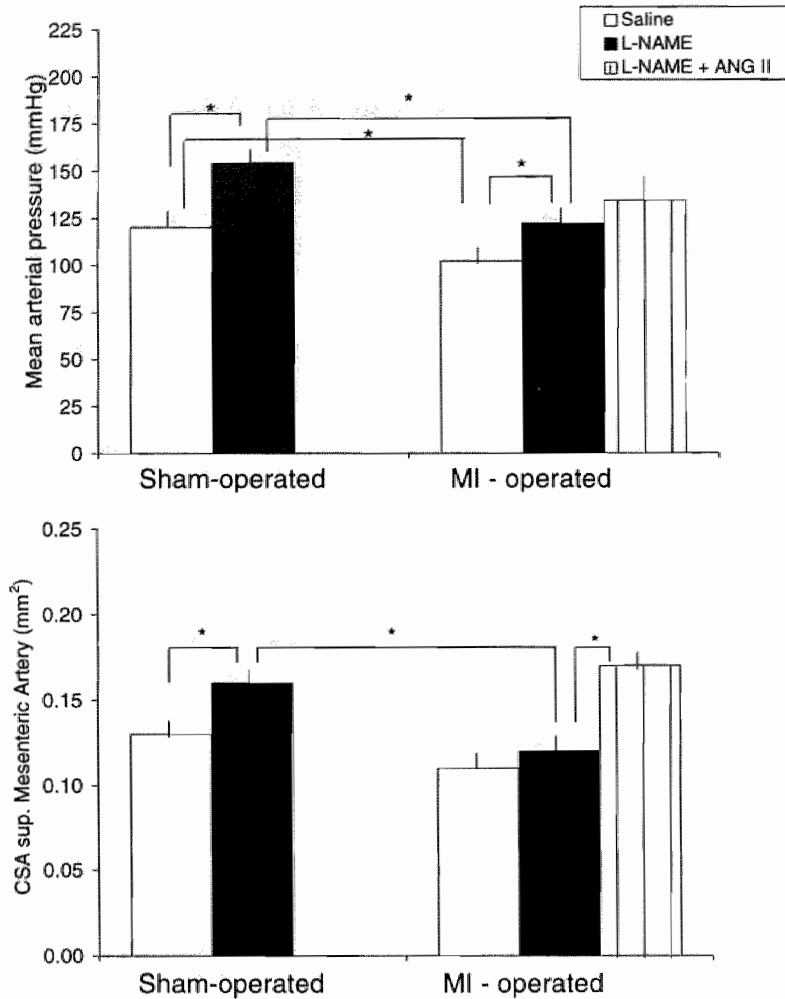 Saline
L-NAME
L-NAME + ANG II
Mean arterial pressure (mmHg)
225
200
175
150
125
100
75
50
25
0
*
*
*
*
Sham-operated
MI - operated
CSA sup. Mesenteric Artery (mm²)
0.25
0.20
0.15
0.10
0.05
0.00
*
*
*
Sham-operated
MI - operated